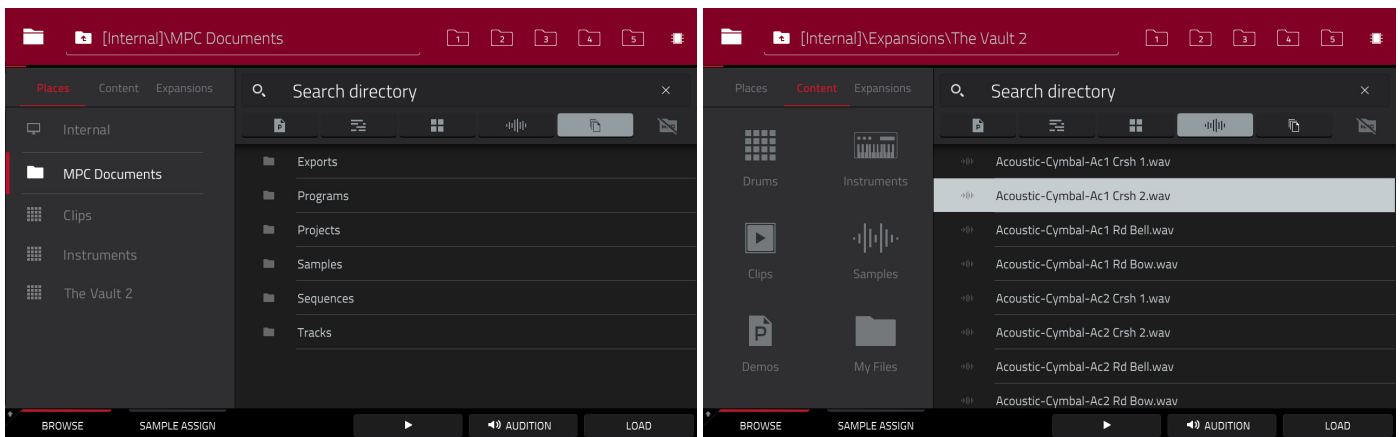 [Internal]\MPC Documents
1 2 3 4 5
Places Content Expansions
Search directory
Internal
MPC Documents
Clips
Instruments
The Vault 2
P
Exports
Programs
Projects
Samples
Sequences
Tracks
BROWSE SAMPLE ASSIGN AUDITION LOAD
[Internal]\Expansions\The Vault 2
1 2 3 4 5
Places Content Expansions
Search directory
Drums Instruments
Clips Samples
P
Demos My Files
P
Acoustic-Cymbal-Ac1 Crsh 1.wav
Acoustic-Cymbal-Ac1 Crsh 2.wav
Acoustic-Cymbal-Ac1 Rd Bell.wav
Acoustic-Cymbal-Ac1 Rd Bow.wav
Acoustic-Cymbal-Ac2 Crsh 1.wav
Acoustic-Cymbal-Ac2 Crsh 2.wav
Acoustic-Cymbal-Ac2 Rd Bell.wav
Acoustic-Cymbal-Ac2 Rd Bow.wav
BROWSE SAMPLE ASSIGN AUDITION LOAD